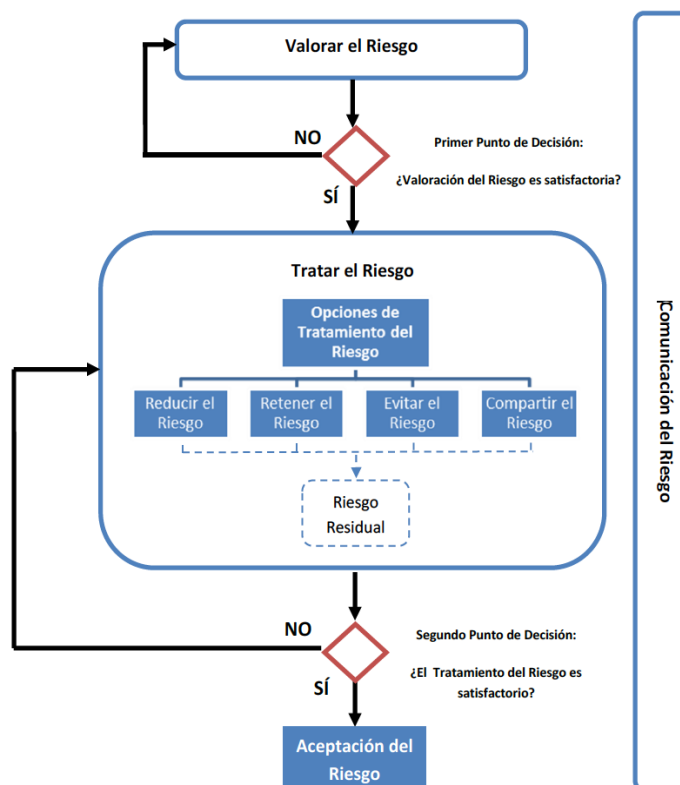 Valorar el Riesgo
NO
Primer Punto de Decisión:
¿Valoración del Riesgo es satisfactoria?
SÍ
Tratar el Riesgo
Opciones de
Tratamiento del
Riesgo
Reducir el
Riesgo
Retener el
Riesgo
Evitar el
Riesgo
Compartir el
Riesgo
Riesgo
Residual
NO
Segundo Punto de Decisión:
¿El Tratamiento del Riesgo es
satisfactorio?
SÍ
Aceptación del
Riesgo
Comunicación del Riesgo